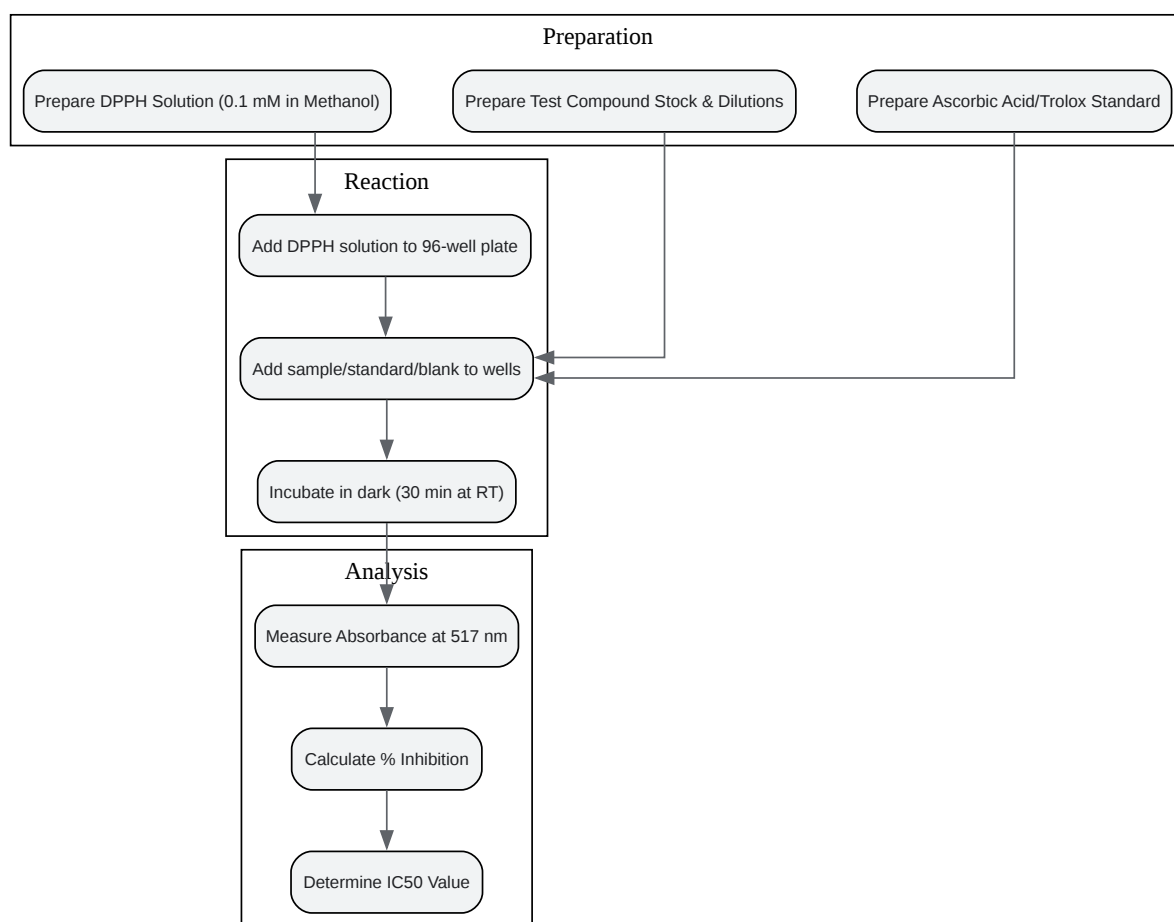 Preparation
Prepare DPPH Solution (0.1 mM in Methanol)
Prepare Test Compound Stock & Dilutions
Prepare Ascorbic Acid/Trolox Standard
Reaction
Add DPPH solution to 96-well plate
Add sample/standard/blank to wells
Incubate in dark (30 min at RT)
Analysis
Measure Absorbance at 517 nm
Calculate % Inhibition
Determine IC50 Value